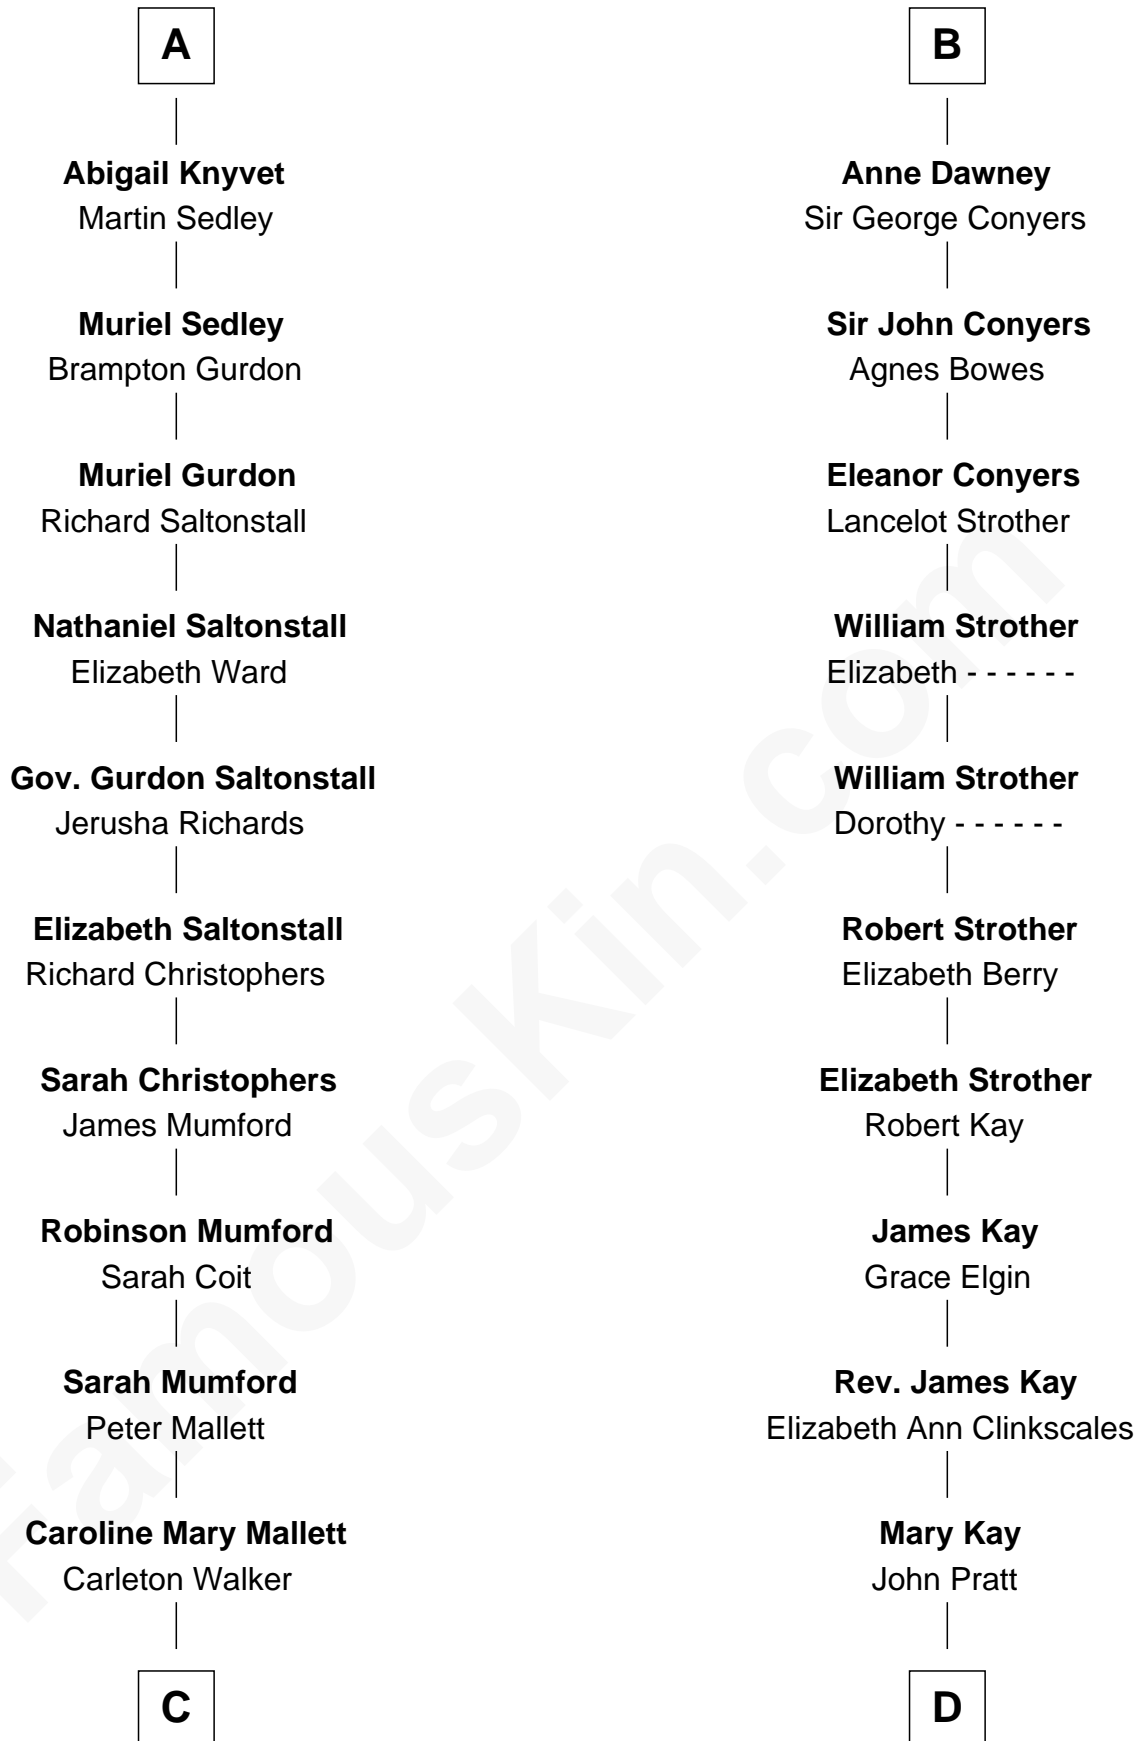 A
Abigail Knyvet
Martin Sedley
Muriel Sedley
Brampton Gurdon
Muriel Gurdon
Richard Saltonstall
Nathaniel Saltonstall
Elizabeth Ward
Gov. Gurdon Saltonstall
Jerusha Richards
Elizabeth Saltonstall
Richard Christophers
Sarah Christophers
James Mumford
Robinson Mumford
Sarah Coit
Sarah Mumford
Peter Mallett
Caroline Mary Mallett
Carleton Walker
C
B
Anne Dawney
Sir George Conyers
Sir John Conyers
Agnes Bowes
Eleanor Conyers
Lancelot Strother
William Strother
Elizabeth - - - - - -
William Strother
Dorothy - - - - - -
Robert Strother
Elizabeth Berry
Elizabeth Strother
Robert Kay
James Kay
Grace Elgin
Rev. James Kay
Elizabeth Ann Clinkscales
Mary Kay
John Pratt
D
FamousKin.com